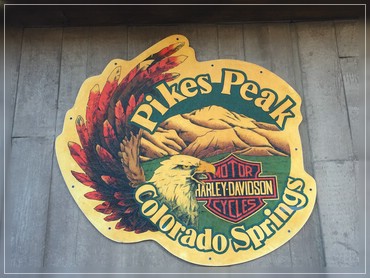 Pikes Peak
MOTOR
HARLEY-DAVIDSON
CYCLES
Colorado Springs